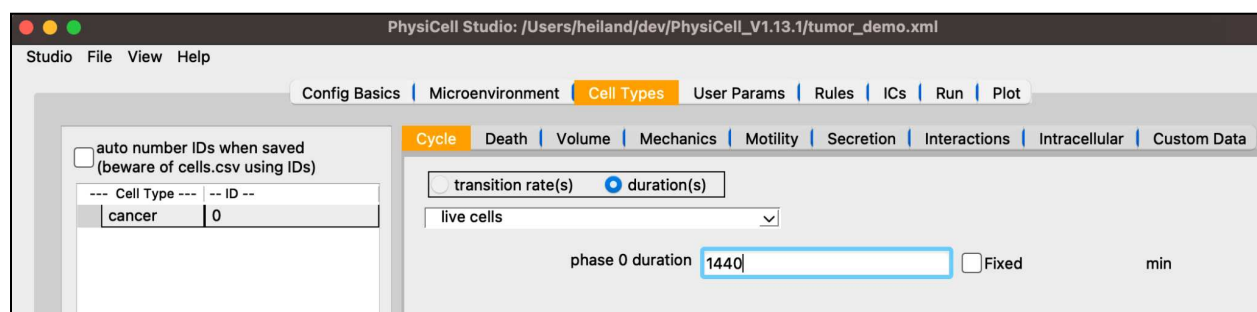 PhysiCell Studio: /Users/heiland/dev/PhysiCell_V1.13.1/tumor_demo.xml
Studio File View Help
Config Basics Microenvironment Cell Types User Params Rules ICs Run Plot
Cycle Death Volume Mechanics Motility Secretion Interactions Intracellular Custom Data
auto number IDs when saved
(beware of cells.csv using IDs)
--- Cell Type --- -- ID --
cancer 0
transition rate(s) duration(s)
live cells
phase 0 duration 1440 Fixed min